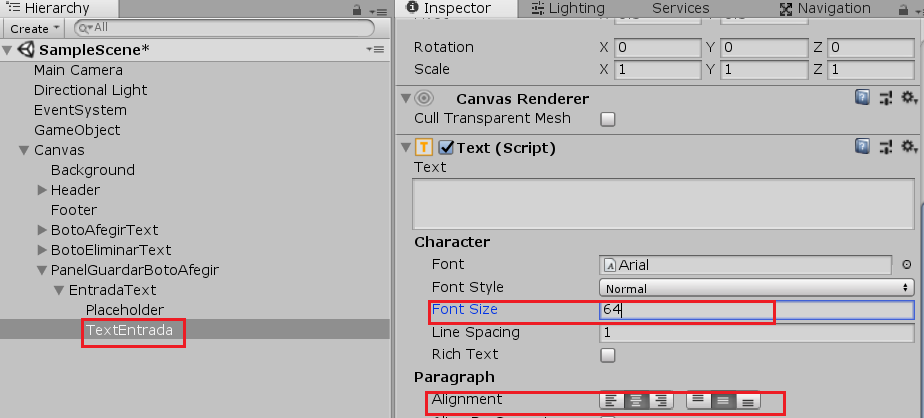 Hierarchy
Create
All
SampleScene*
Main Camera
Directional Light
EventSystem
GameObject
Canvas
Background
Header
Footer
BotoAfegirText
BotoEliminarText
PanelGuardarBotoAfegir
EntradaText
Placeholder
TextEntrada
Inspector Lighting Services Navigation
Rotation X 0 Y 0 Z 0
Scale X 1 Y 1 Z 1
Canvas Renderer
Cull Transparent Mesh
Text (Script)
Text
Character
Font Arial
Font Style Normal
Font Size 64
Line Spacing 1
Rich Text
Paragraph
Alignment